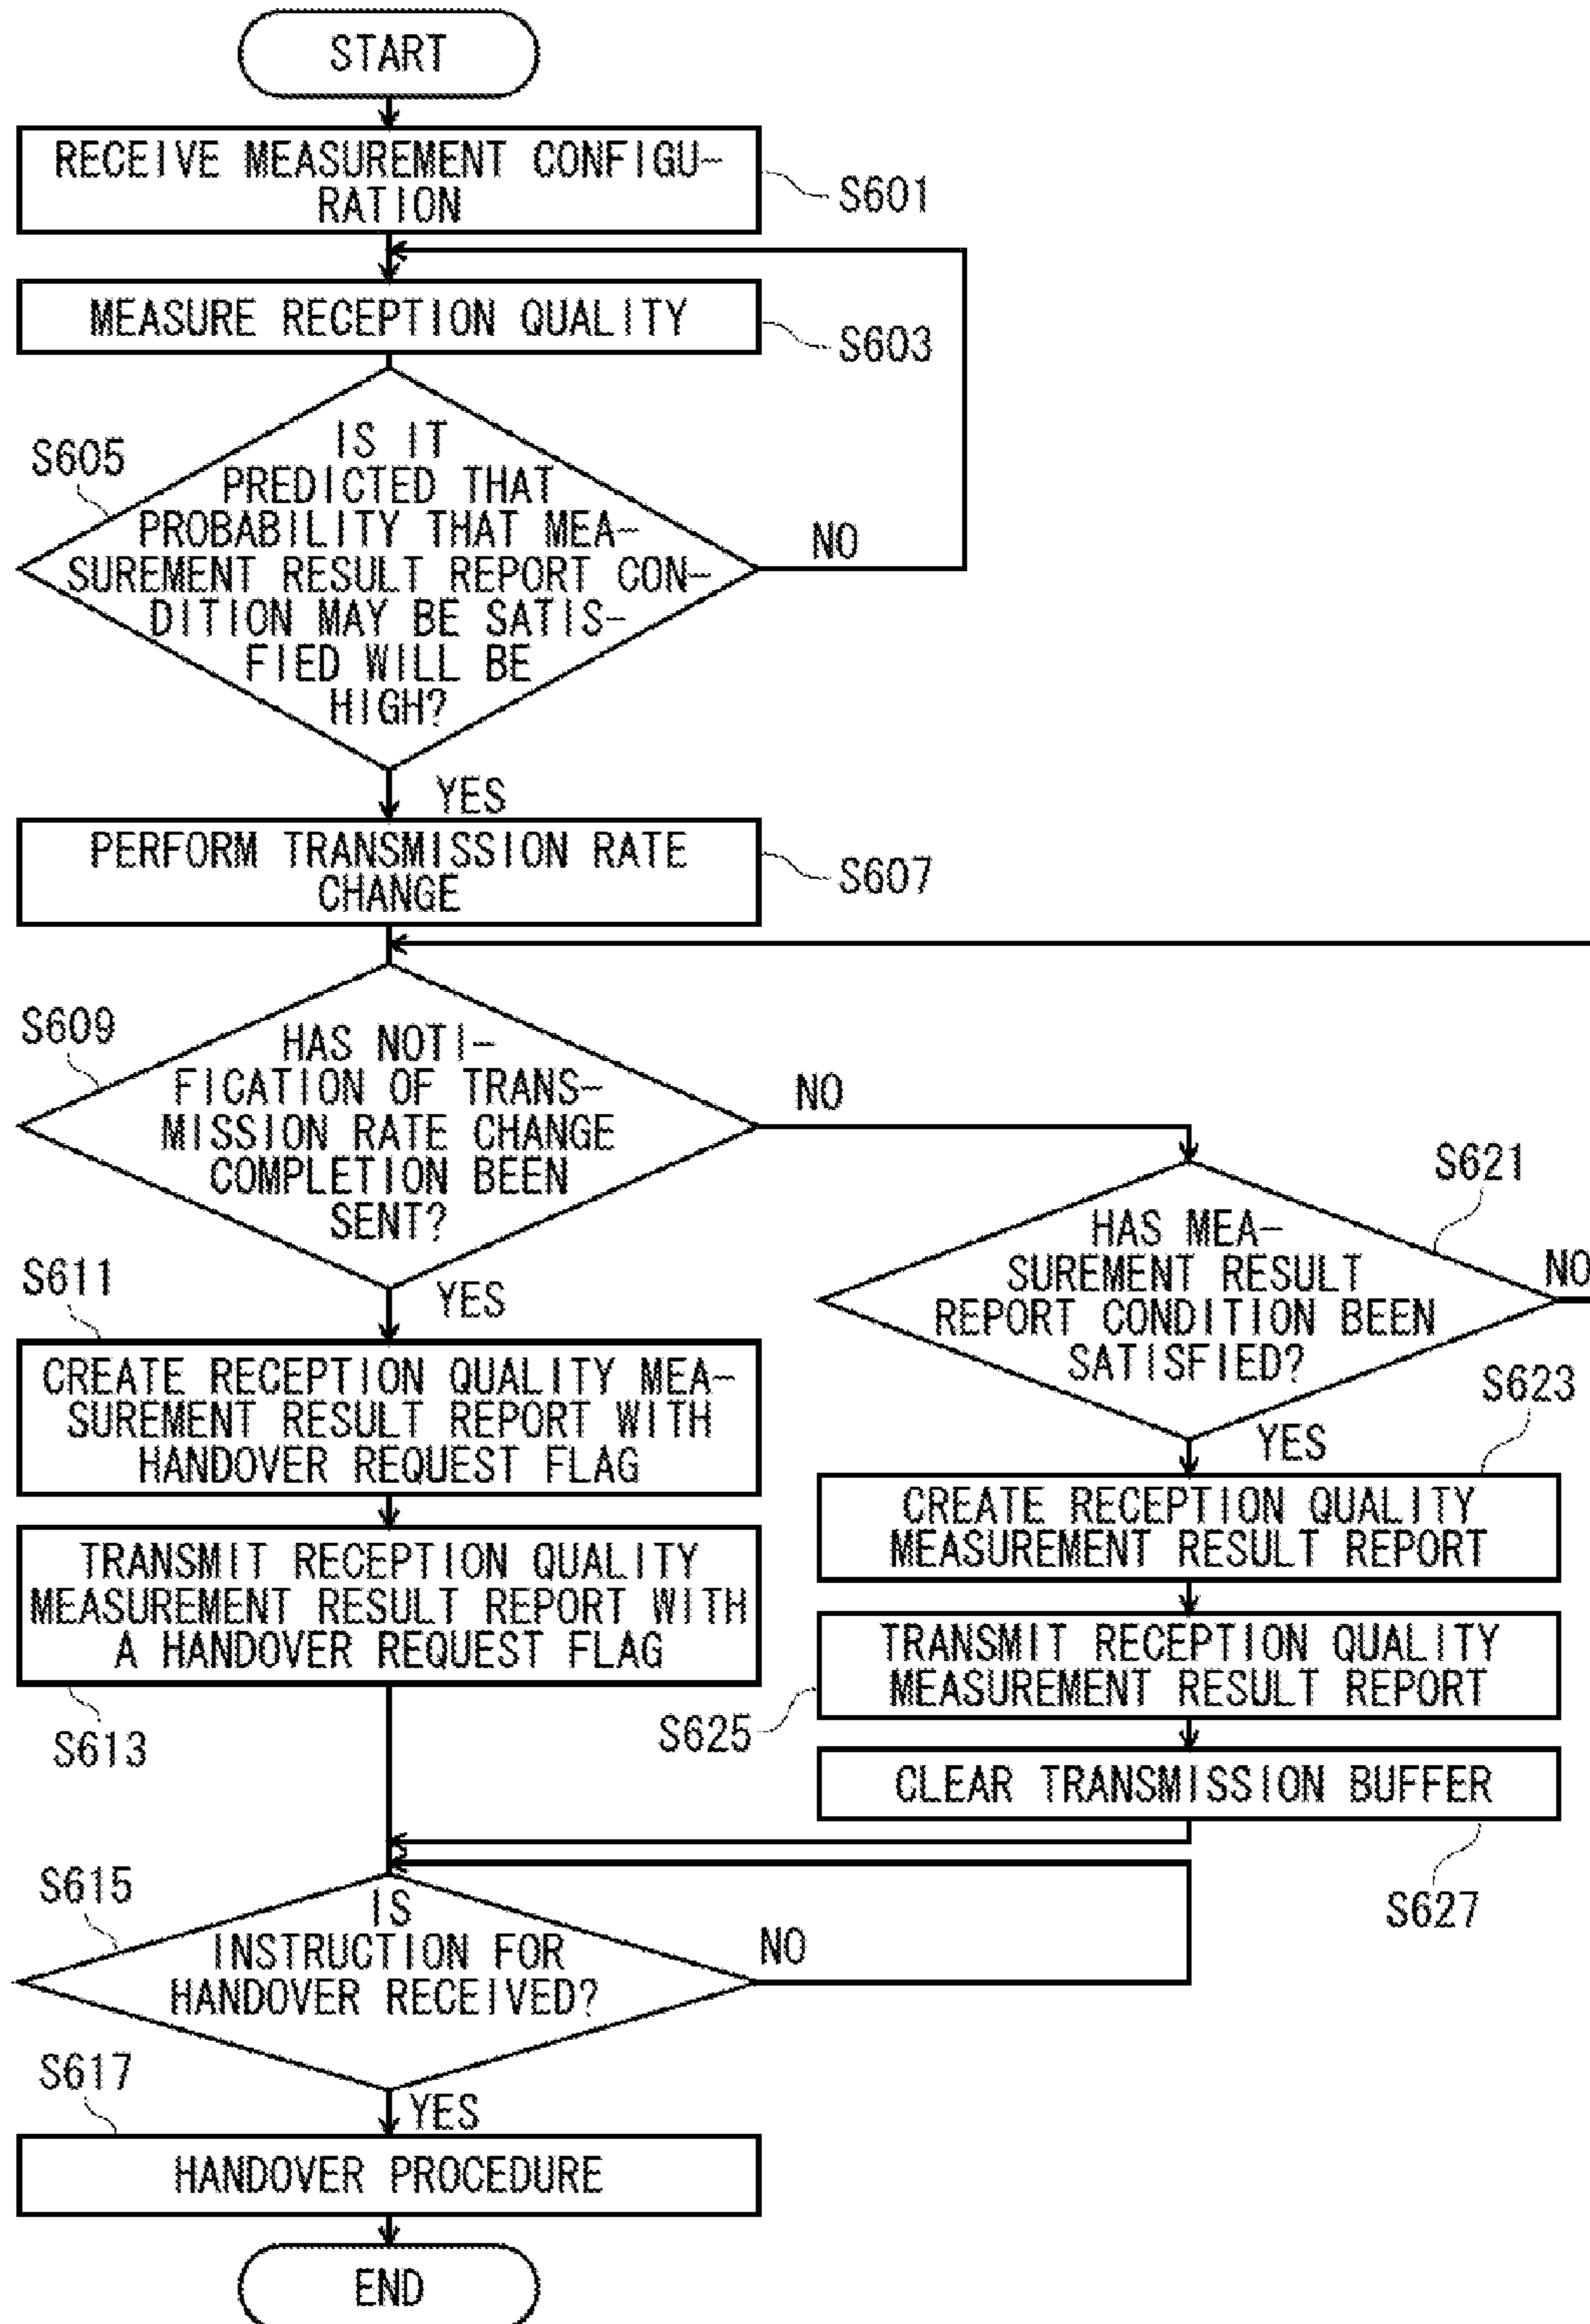 START
RECEIVE MEASUREMENT CONFIGU-
RATION
S601
MEASURE RECEPTION QUALITY
S603
S605
IS IT
PREDICTED THAT
PROBABILITY THAT MEA-
SUREMENT RESULT REPORT CON-
DITION MAY BE SATIS-
FIED WILL BE
HIGH?
NO
YES
PERFORM TRANSMISSION RATE
CHANGE
S607
S609
HAS NOTI-
FICATION OF TRANS-
MISSION RATE CHANGE
COMPLETION BEEN
SENT?
NO
YES
S621
HAS MEA-
SUREMENT RESULT
REPORT CONDITION BEEN
SATISFIED?
NO
YES
S611
CREATE RECEPTION QUALITY MEA-
SUREMENT RESULT REPORT WITH
HANDOVER REQUEST FLAG
S623
CREATE RECEPTION QUALITY
MEASUREMENT RESULT REPORT
TRANSMIT RECEPTION QUALITY
MEASUREMENT RESULT REPORT WITH
A HANDOVER REQUEST FLAG
S613
TRANSMIT RECEPTION QUALITY
MEASUREMENT RESULT REPORT
S625
CLEAR TRANSMISSION BUFFER
S627
S615
IS
INSTRUCTION FOR
HANDOVER RECEIVED?
NO
YES
S617
HANDOVER PROCEDURE
END